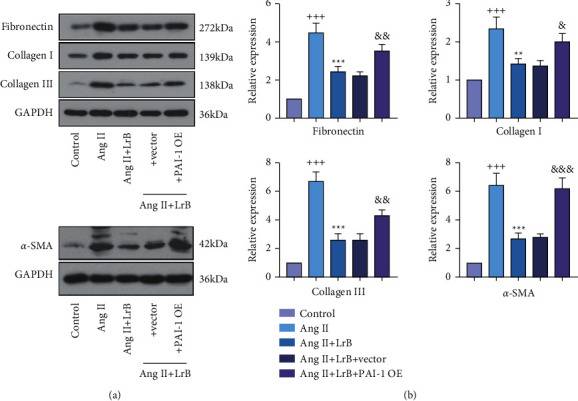 Fibronectin 272kDa
Collagen I 139kDa
Collagen III 138kDa
GAPDH 36kDa
Control
Ang II
Ang II+LrB
+vector
+PAI-1 OE
Ang II+LrB
α-SMA 42kDa
GAPDH 36kDa
Control
Ang II
Ang II+LrB
+vector
+PAI-1 OE
Ang II+LrB
(a)
Relative expression
6
4
2
0
+++
***
&&
Fibronectin
Relative expression
3
2
1
0
+++
**
&
Collagen I
Relative expression
8
6
4
2
0
+++
***
&&
Collagen III
Relative expression
8
6
4
2
0
+++
***
&&&
α-SMA
Control
Ang II
Ang II+LrB
Ang II+LrB+vector
Ang II+LrB+PAI-1 OE
(b)